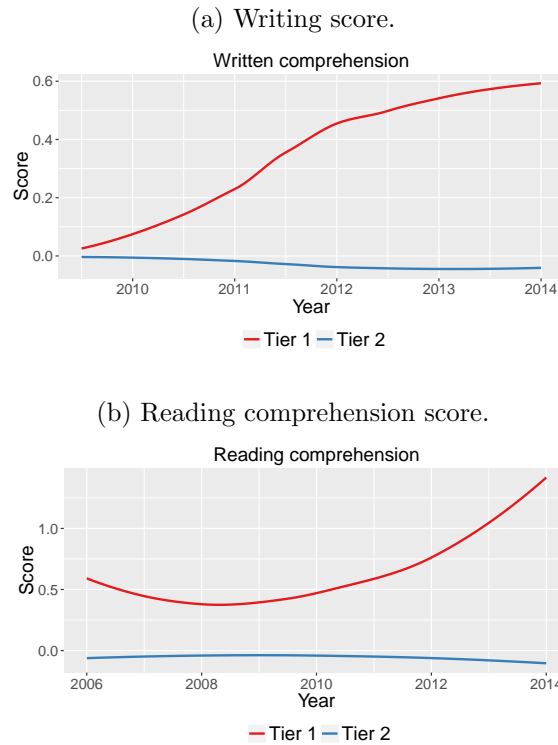 (a) Writing score.
Written comprehension
0.6
0.4
0.2
0.0
Score
2010 2011 2012 2013 2014
Year
Tier 1 Tier 2
(b) Reading comprehension score.
Reading comprehension
1.0
0.5
0.0
Score
2006 2008 2010 2012 2014
Year
Tier 1 Tier 2